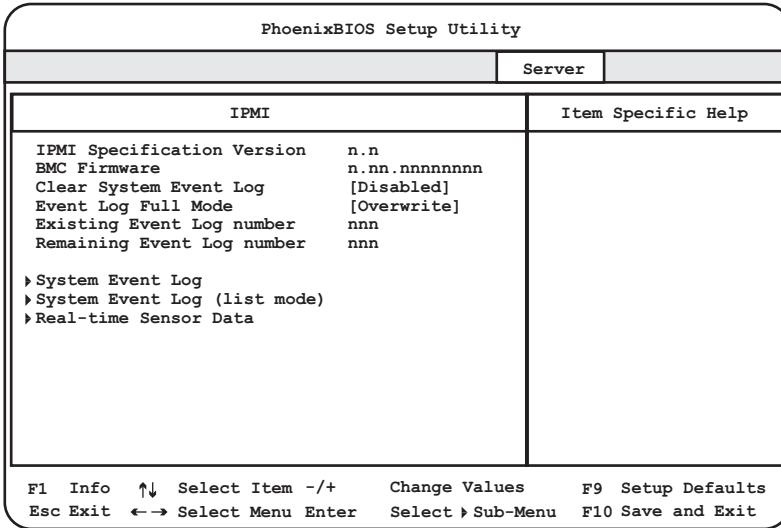 PhoenixBIOS Setup Utility
Server
IPMI
Item Specific Help
IPMI Specification Version n.n
BMC Firmware n.nn.nnnnnnnn
Clear System Event Log [Disabled]
Event Log Full Mode [Overwrite]
Existing Event Log number nnn
Remaining Event Log number nnn
System Event Log
System Event Log (list mode)
Real-time Sensor Data
F1 Info ↑↓ Select Item -/+ Change Values F9 Setup Defaults
Esc Exit ←→ Select Menu Enter Select ▶ Sub-Menu F10 Save and Exit